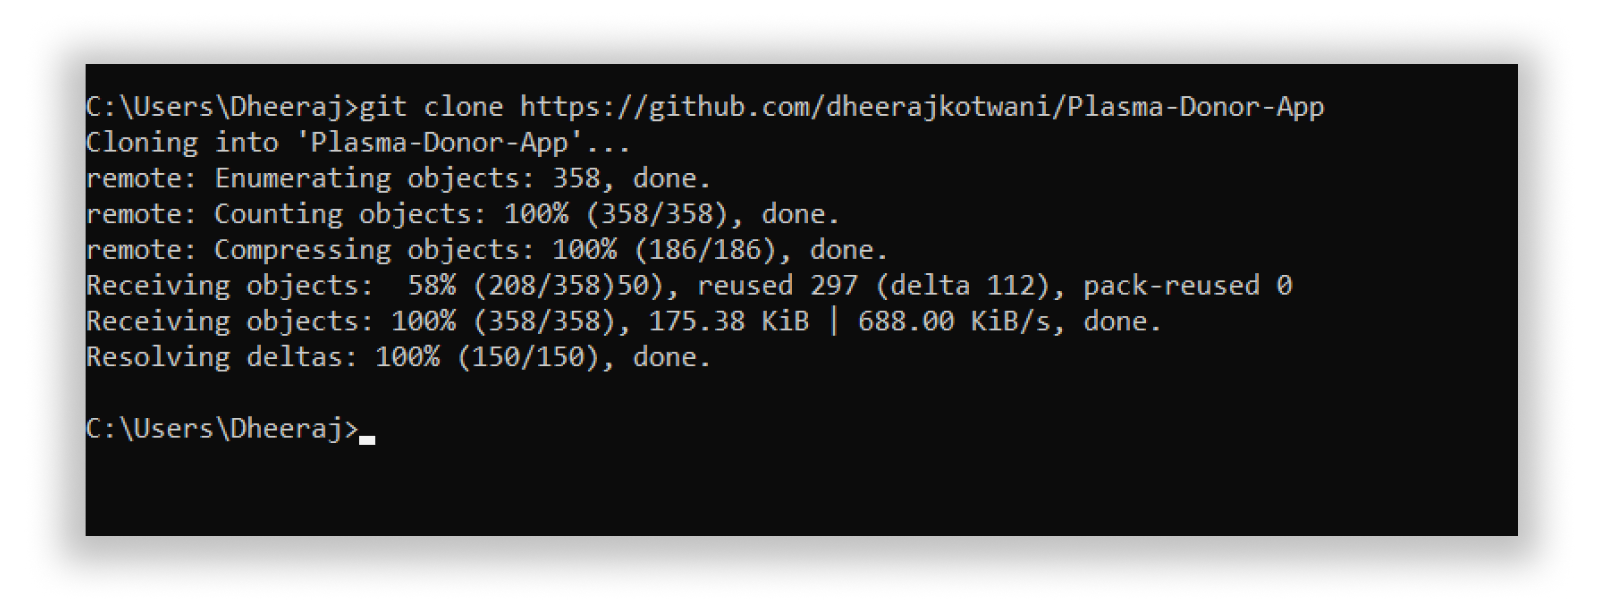 C:\Users\Dheeraj>git clone https://github.com/dheerajkotwani/Plasma-Donor-App
Cloning into 'Plasma-Donor-App'...
remote: Enumerating objects: 358, done.
remote: Counting objects: 100% (358/358), done.
remote: Compressing objects: 100% (186/186), done.
Receiving objects:  58% (208/358)50), reused 297 (delta 112), pack-reused 0
Receiving objects: 100% (358/358), 175.38 KiB | 688.00 KiB/s, done.
Resolving deltas: 100% (150/150), done.
C:\Users\Dheeraj>